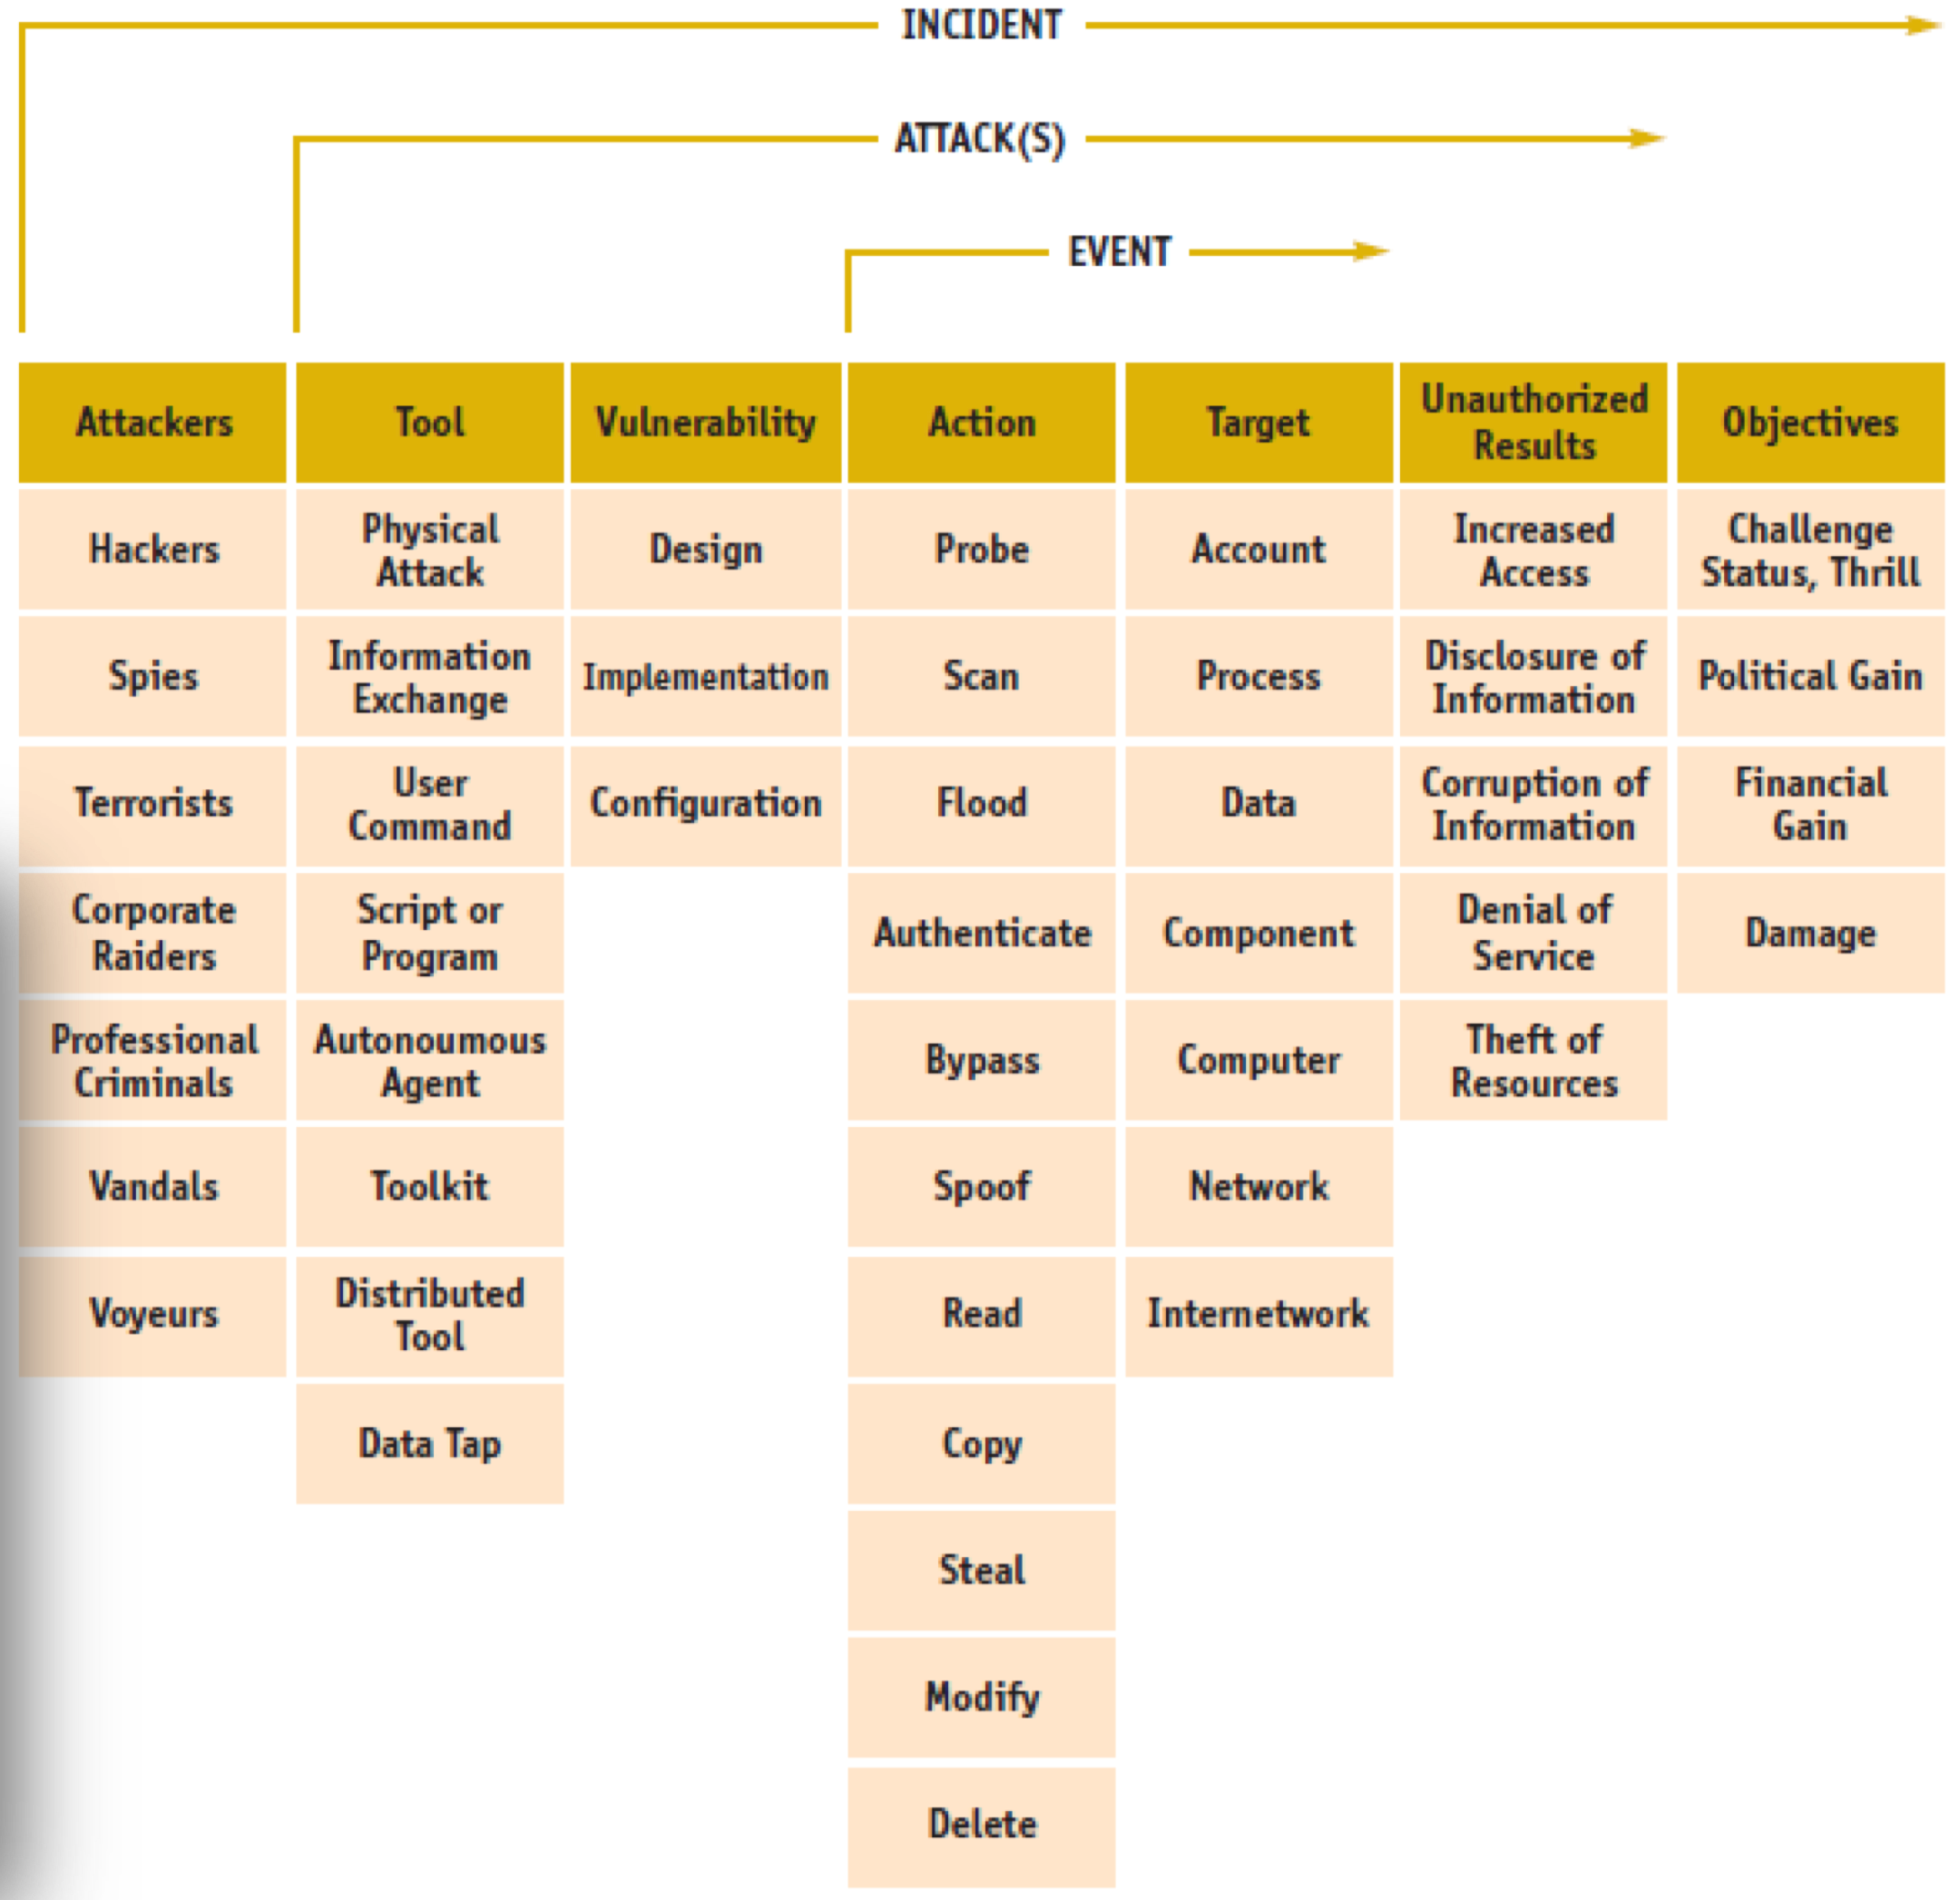 INCIDENT
ATTACK(S)
EVENT
Attackers
Tool
Vulnerability
Action
Target
Unauthorized
Results
Objectives
Hackers
Physical
Attack
Design
Probe
Account
Increased
Access
Challenge
Status, Thrill
Spies
Information
Exchange
Implementation
Scan
Process
Disclosure of
Information
Political Gain
Terrorists
User
Command
Configuration
Flood
Data
Corruption of
Information
Financial
Gain
Corporate
Raiders
Script or
Program
Authenticate
Component
Denial of
Service
Damage
Professional
Criminals
Autonoumous
Agent
Bypass
Computer
Theft of
Resources
Vandals
Toolkit
Spoof
Network
Voyeurs
Distributed
Tool
Read
Internetwork
Data Tap
Copy
Steal
Modify
Delete